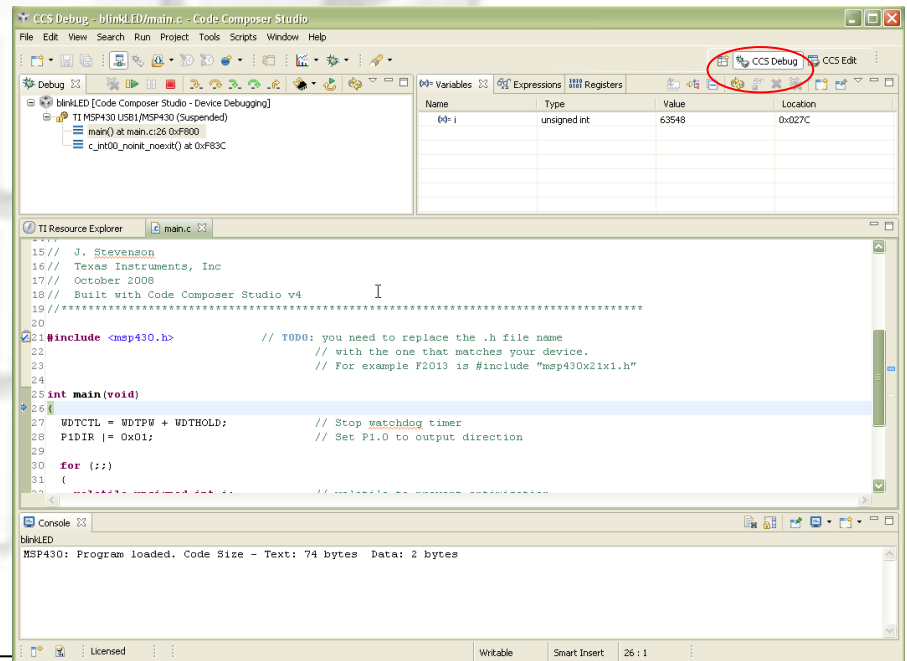 CCS Debug - blinkLED/main.c - Code Composer Studio
File Edit View Search Run Project Tools Scripts Window Help
CCS Debug CCS Edit
Debug
blinkLED [Code Composer Studio - Device Debugging]
TI MSP430 USB1/MSP430 (Suspended)
main() at main.c:26 0xF800
c_int00_noinit_noexit() at 0xF83C
(x)= Variables Expressions 1010 0101 Registers
Name Type Value Location
(x)= i unsigned int 63548 0x027C
TI Resource Explorer main.c
15// J. Stevenson
16// Texas Instruments, Inc
17// October 2008
18// Built with Code Composer Studio v4
19//*****************************************************************************
20
21#include <msp430.h> // TODO: you need to replace the .h file name
22 // with the one that matches your device.
23 // For example F2013 is #include "msp430x21x1.h"
24
25int main(void)
26{
27 WDTCTL = WDTPW + WDTHOLD; // Stop watchdog timer
28 P1DIR |= 0x01; // Set P1.0 to output direction
29
30 for (;;)
31 {
Console
blinkLED
MSP430: Program loaded. Code Size - Text: 74 bytes Data: 2 bytes
Licensed Writable Smart Insert 26 : 1